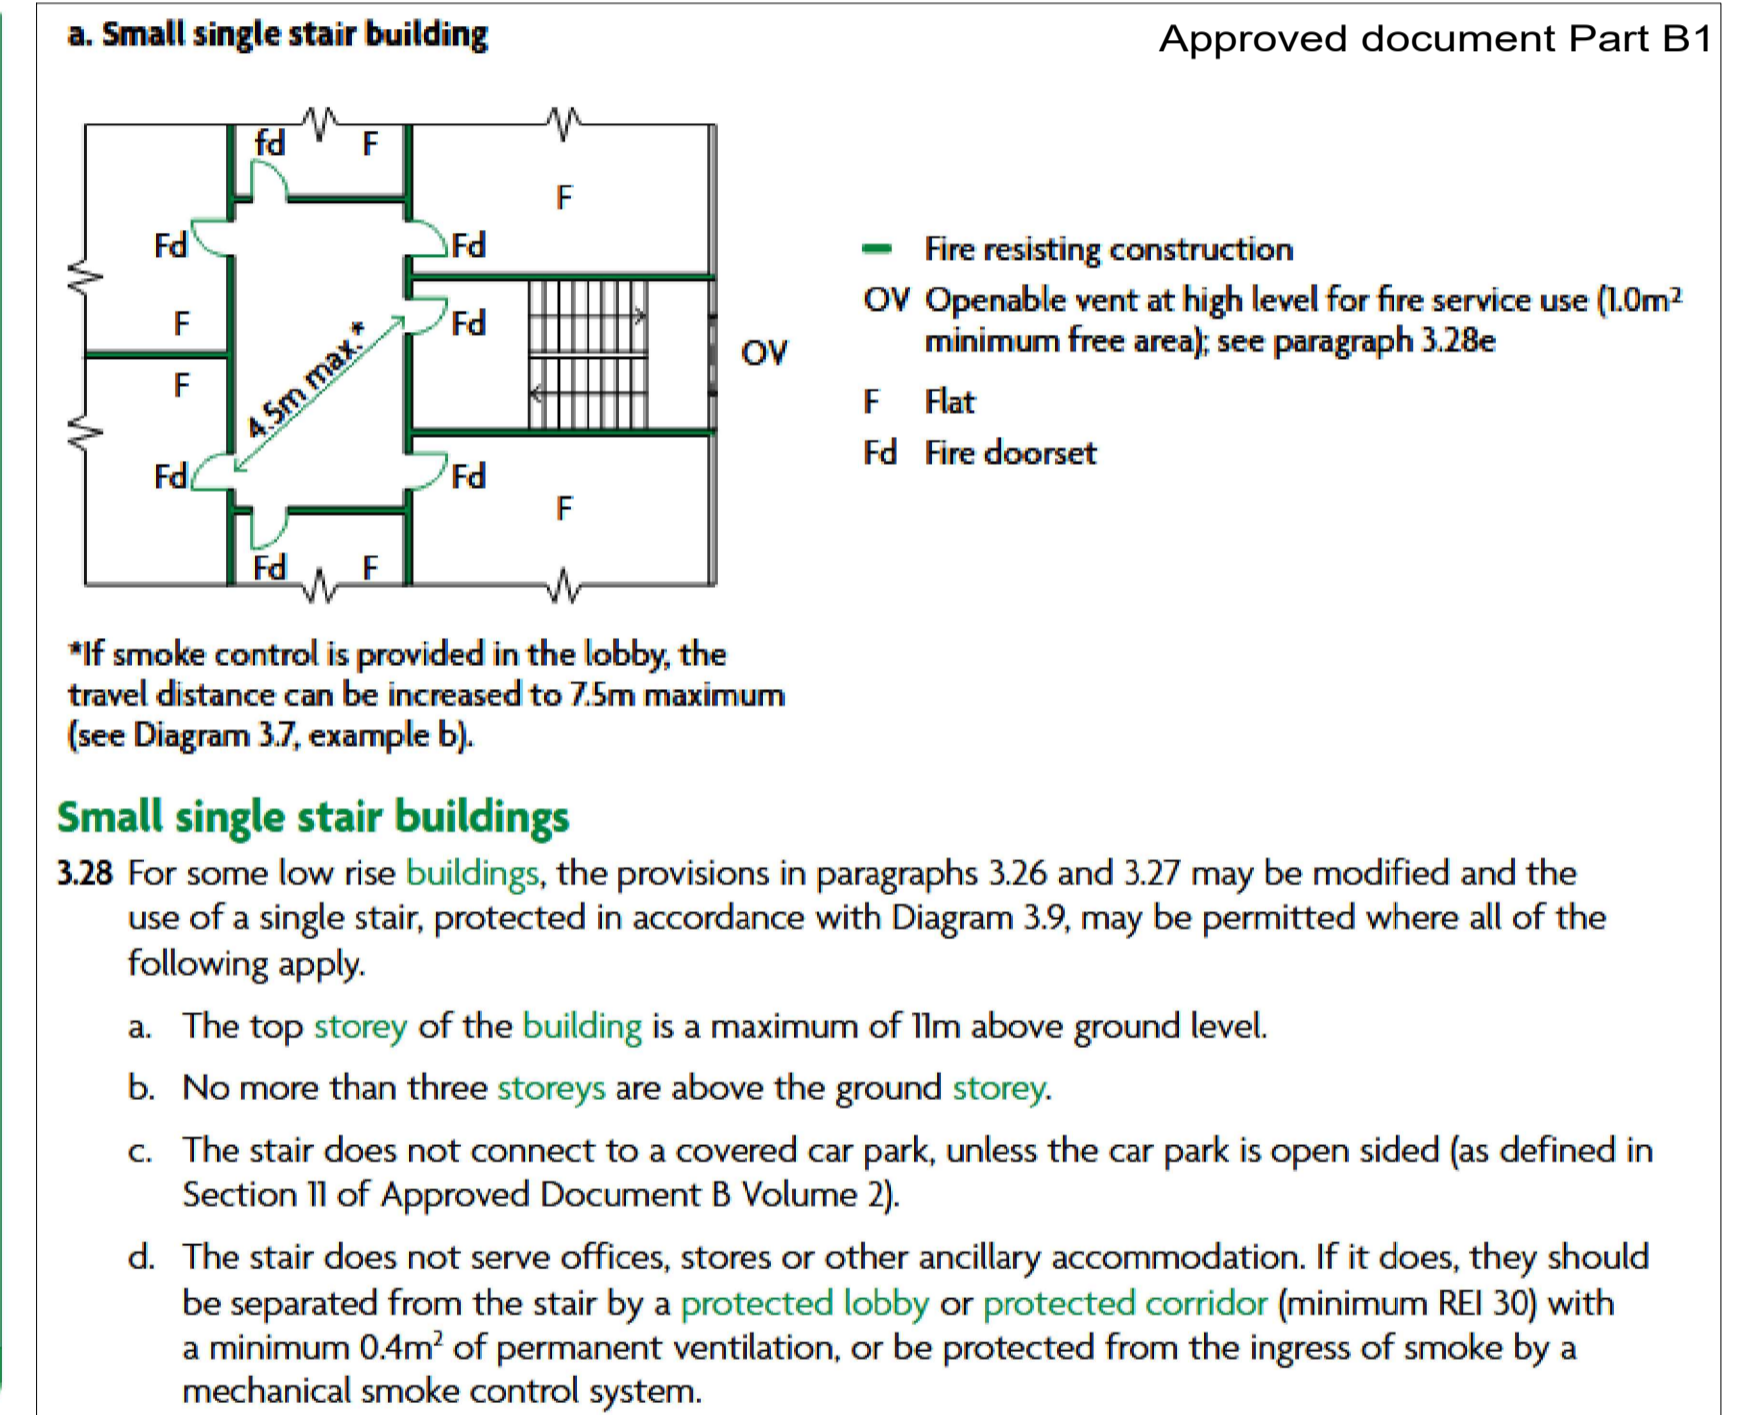 a. Small single stair building
Approved document Part B1
fd F
F
Fd Fd
F Fd
4.5m max.*
OV
F
Fd Fd
F
Fd F
Fire resisting construction
OV Openable vent at high level for fire service use (1.0m²
minimum free area); see paragraph 3.28e
F Flat
Fd Fire doorset
*If smoke control is provided in the lobby, the
travel distance can be increased to 7.5m maximum
(see Diagram 3.7, example b).
Small single stair buildings
3.28 For some low rise buildings, the provisions in paragraphs 3.26 and 3.27 may be modified and the
use of a single stair, protected in accordance with Diagram 3.9, may be permitted where all of the
following apply.
a. The top storey of the building is a maximum of 11m above ground level.
b. No more than three storeys are above the ground storey.
c. The stair does not connect to a covered car park, unless the car park is open sided (as defined in
Section 11 of Approved Document B Volume 2).
d. The stair does not serve offices, stores or other ancillary accommodation. If it does, they should
be separated from the stair by a protected lobby or protected corridor (minimum REI 30) with
a minimum 0.4m² of permanent ventilation, or be protected from the ingress of smoke by a
mechanical smoke control system.